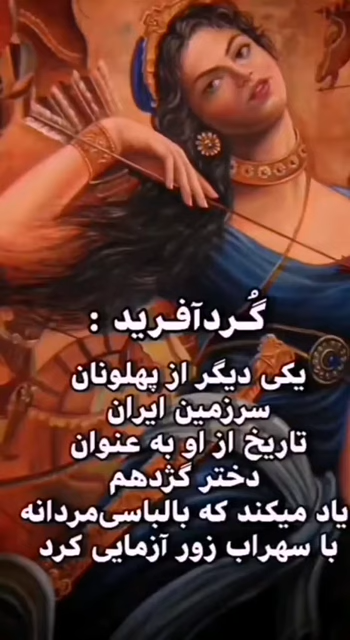 گُردآفرید :
یکی دیگر از پهلونان
سرزمین ایران
تاریخ از او به عنوان
دختر گژدهم
یاد میکند که بالباسی‌مردانه
با سهراب زور آزمایی کرد